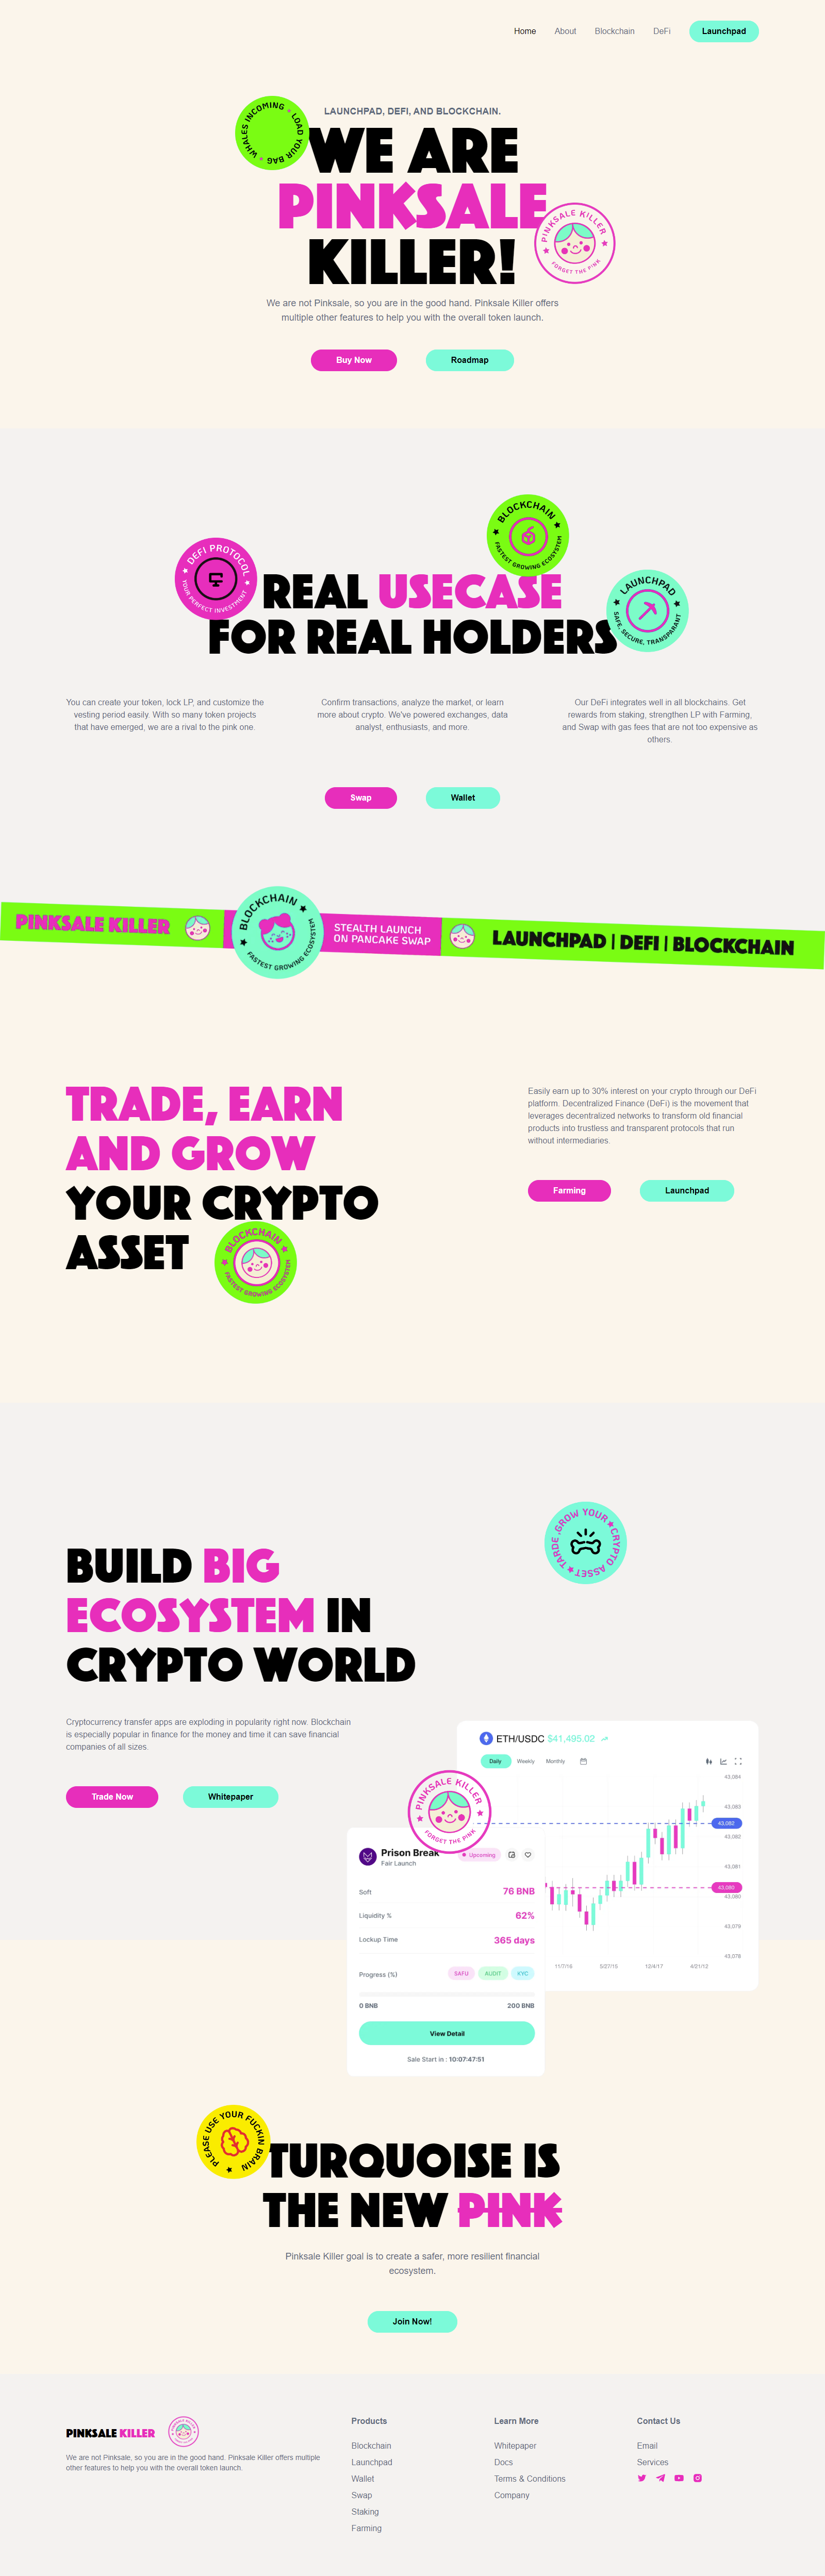 Home About Blockchain DeFi Launchpad
WHALES INCOMING ★ LOAD YOUR BAG ★
LAUNCHPAD, DEFI, AND BLOCKCHAIN.
WE ARE
PINKSALE
KILLER!
PINKSALE KILLER
FORGET THE PINK
We are not Pinksale, so you are in the good hand. Pinksale Killer offers
multiple other features to help you with the overall token launch.
Buy Now Roadmap
BLOCKCHAIN
FASTEST GROWING ECOSYSTEM
DEFI PROTOCOL
YOUR PERFECT INVESTMENT
LAUNCHPAD
SAFE, SECURE, TRANSPARANT
REAL USECASE
FOR REAL HOLDERS
You can create your token, lock LP, and customize the
vesting period easily. With so many token projects
that have emerged, we are a rival to the pink one.
Confirm transactions, analyze the market, or learn
more about crypto. We've powered exchanges, data
analyst, enthusiasts, and more.
Our DeFi integrates well in all blockchains. Get
rewards from staking, strengthen LP with Farming,
and Swap with gas fees that are not too expensive as
others.
Swap Wallet
PINKSALE KILLER
BLOCKCHAIN
FASTEST GROWING ECOSYSTEM
STEALTH LAUNCH
ON PANCAKE SWAP
LAUNCHPAD | DEFI | BLOCKCHAIN
TRADE, EARN
AND GROW
YOUR CRYPTO
ASSET
BLOCKCHAIN
FASTEST GROWING ECOSYSTEM
Easily earn up to 30% interest on your crypto through our DeFi
platform. Decentralized Finance (DeFi) is the movement that
leverages decentralized networks to transform old financial
products into trustless and transparent protocols that run
without intermediaries.
Farming Launchpad
TARDE, GROW YOUR ★ CRYPTO ASSET ★
BUILD BIG
ECOSYSTEM IN
CRYPTO WORLD
Cryptocurrency transfer apps are exploding in popularity right now. Blockchain
is especially popular in finance for the money and time it can save financial
companies of all sizes.
Trade Now Whitepaper
ETH/USDC $41,495.02
Daily Weekly Monthly
43,084
43,083
43,082
43,082
43,081
43,080
43,080
43,079
43,078
11/7/16 5/27/15 12/4/17 4/21/12
PINKSALE KILLER
FORGET THE PINK
Prison Break
Fair Launch
Upcoming
Soft 76 BNB
Liquidity % 62%
Lockup Time 365 days
Progress (%) SAFU AUDIT KYC
0 BNB 200 BNB
View Detail
Sale Start in : 10:07:47:51
PLEASE USE YOUR FUCKIN BRAIN
TURQUOISE IS
THE NEW PINK
Pinksale Killer goal is to create a safer, more resilient financial
ecosystem.
Join Now!
PINKSALE KILLER
We are not Pinksale, so you are in the good hand. Pinksale Killer offers multiple
other features to help you with the overall token launch.
Products
Blockchain
Launchpad
Wallet
Swap
Staking
Farming
Learn More
Whitepaper
Docs
Terms & Conditions
Company
Contact Us
Email
Services